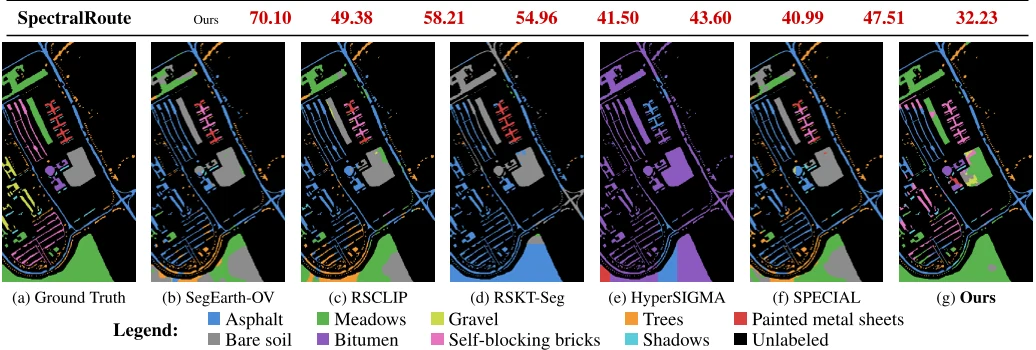 SpectralRoute Ours 70.10 49.38 58.21 54.96 41.50 43.60 40.99 47.51 32.23
(a) Ground Truth (b) SegEarth-OV (c) RSCLIP (d) RSKT-Seg (e) HyperSIGMA (f) SPECIAL (g) Ours
Legend: Asphalt Meadows Gravel Trees Painted metal sheets
Bare soil Bitumen Self-blocking bricks Shadows Unlabeled